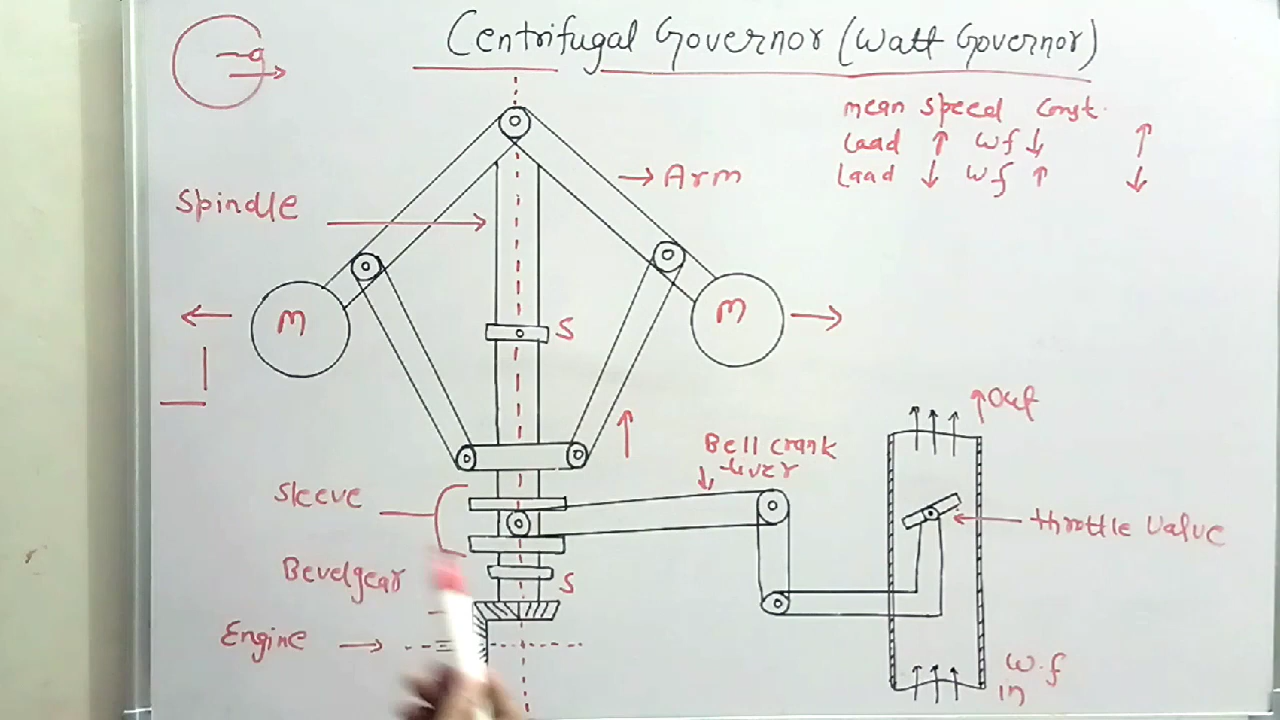 Centrifugal Governor (Watt Governor)
mean speed const.
Load ↑ wf ↓ ↑
Load ↓ wf ↑ ↓
→ Arm
Spindle
M
M
S
↑ Out
Bell crank
lever
Sleeve
throttle valve
Bevelgear
S
Engine
w.f
in